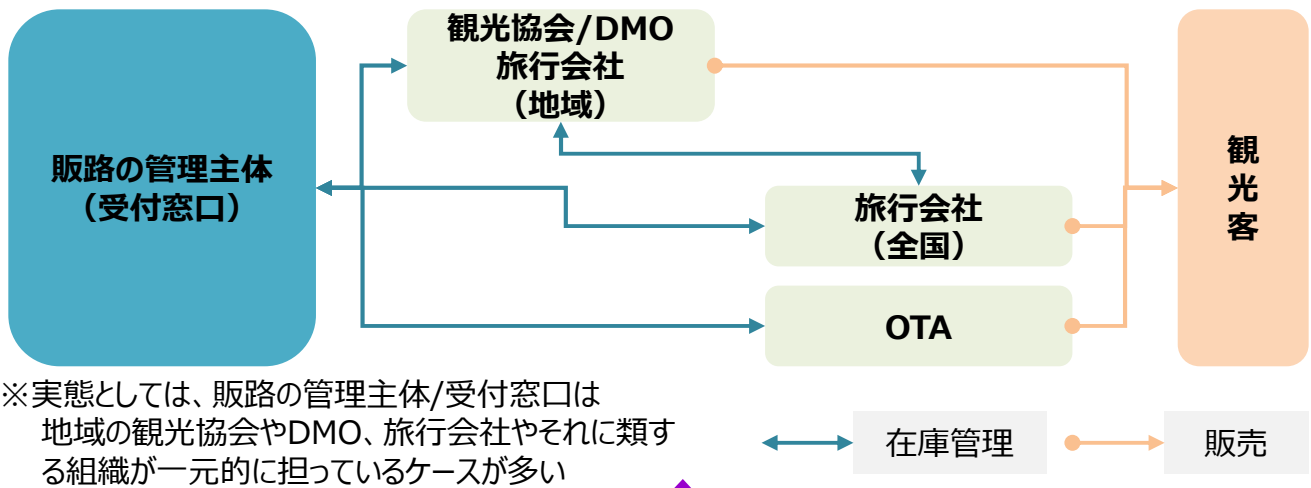 観光協会/DMO
旅行会社
（地域）
販路の管理主体
（受付窓口）
旅行会社
（全国）
OTA
観
光
客
※実態としては、販路の管理主体/受付窓口は
地域の観光協会やDMO、旅行会社やそれに類す
る組織が一元的に担っているケースが多い
在庫管理
販売